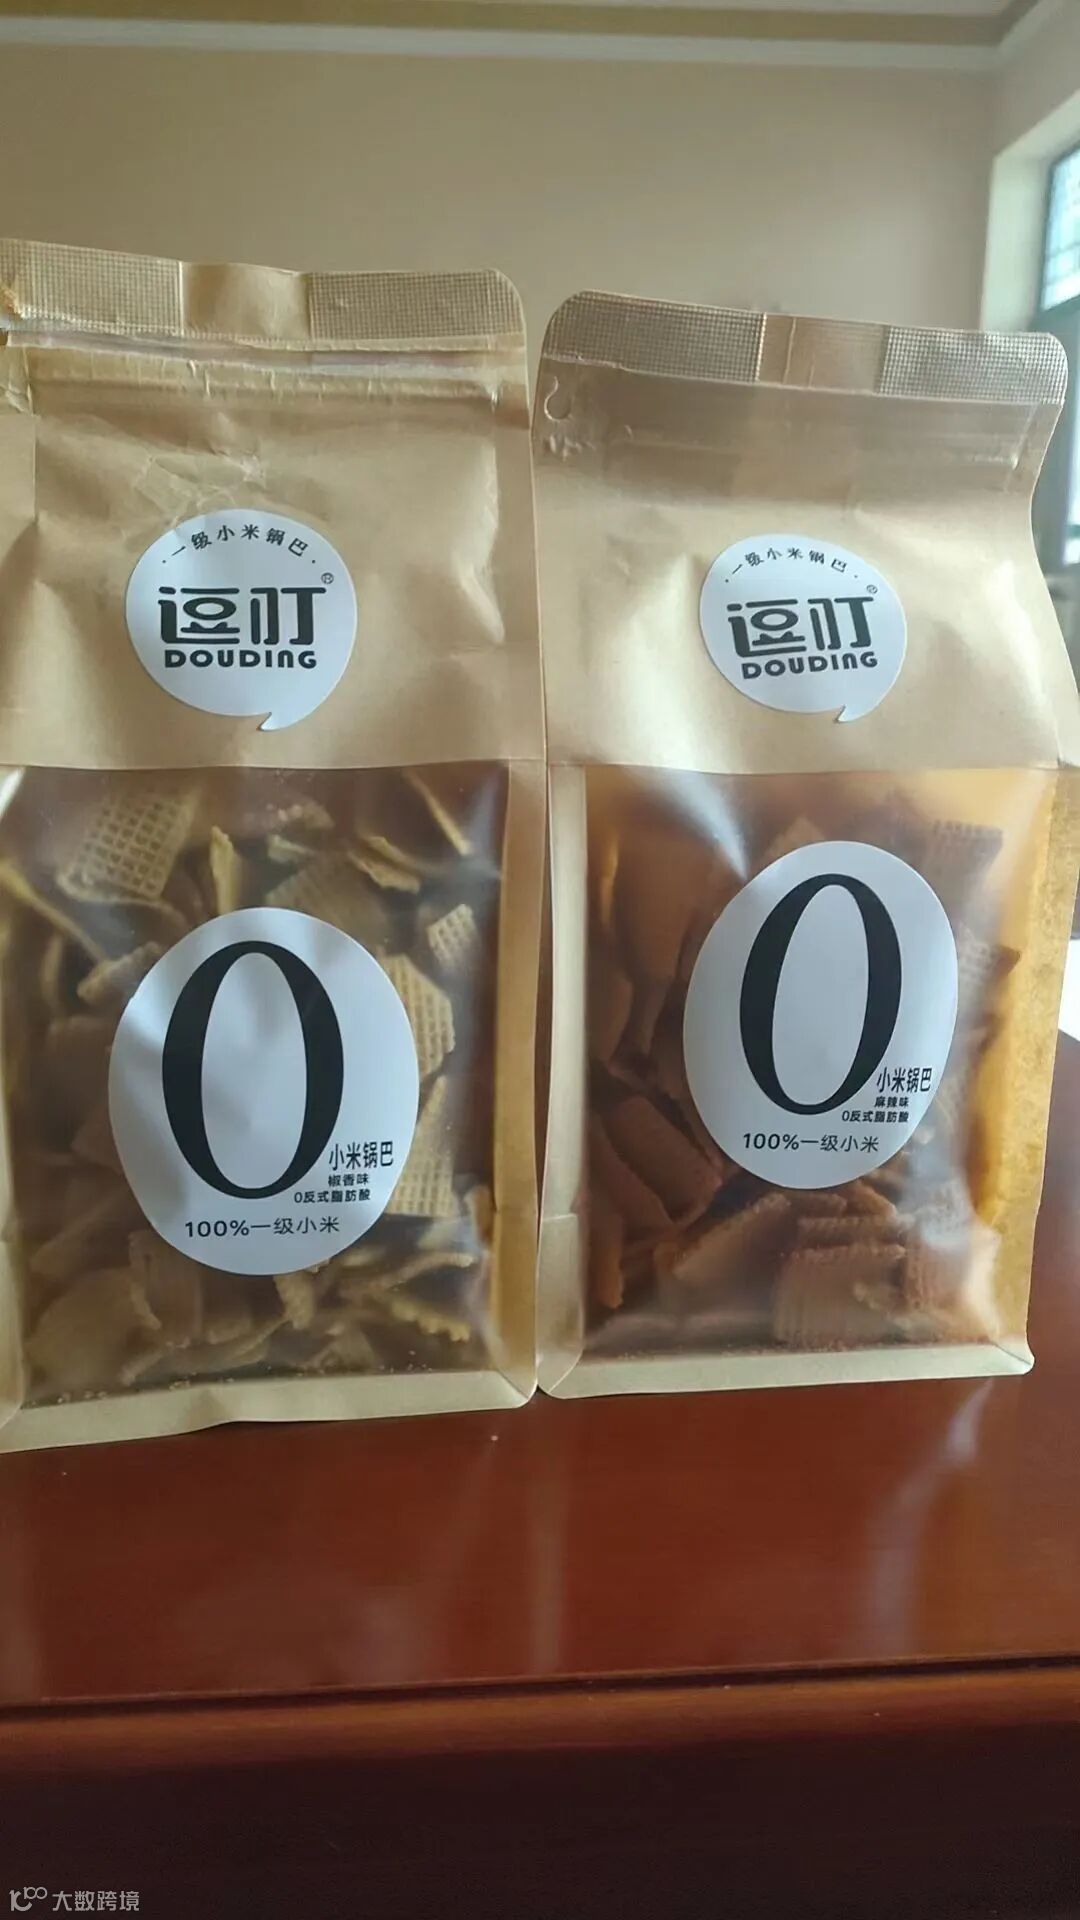 ·一级小米锅巴·
逗叮®
DOUDING
0
小米锅巴
椒香味
0反式脂肪酸
100%一级小米
·一级小米锅巴·
逗叮®
DOUDING
0
小米锅巴
麻辣味
0反式脂肪酸
100%一级小米
大数跨境